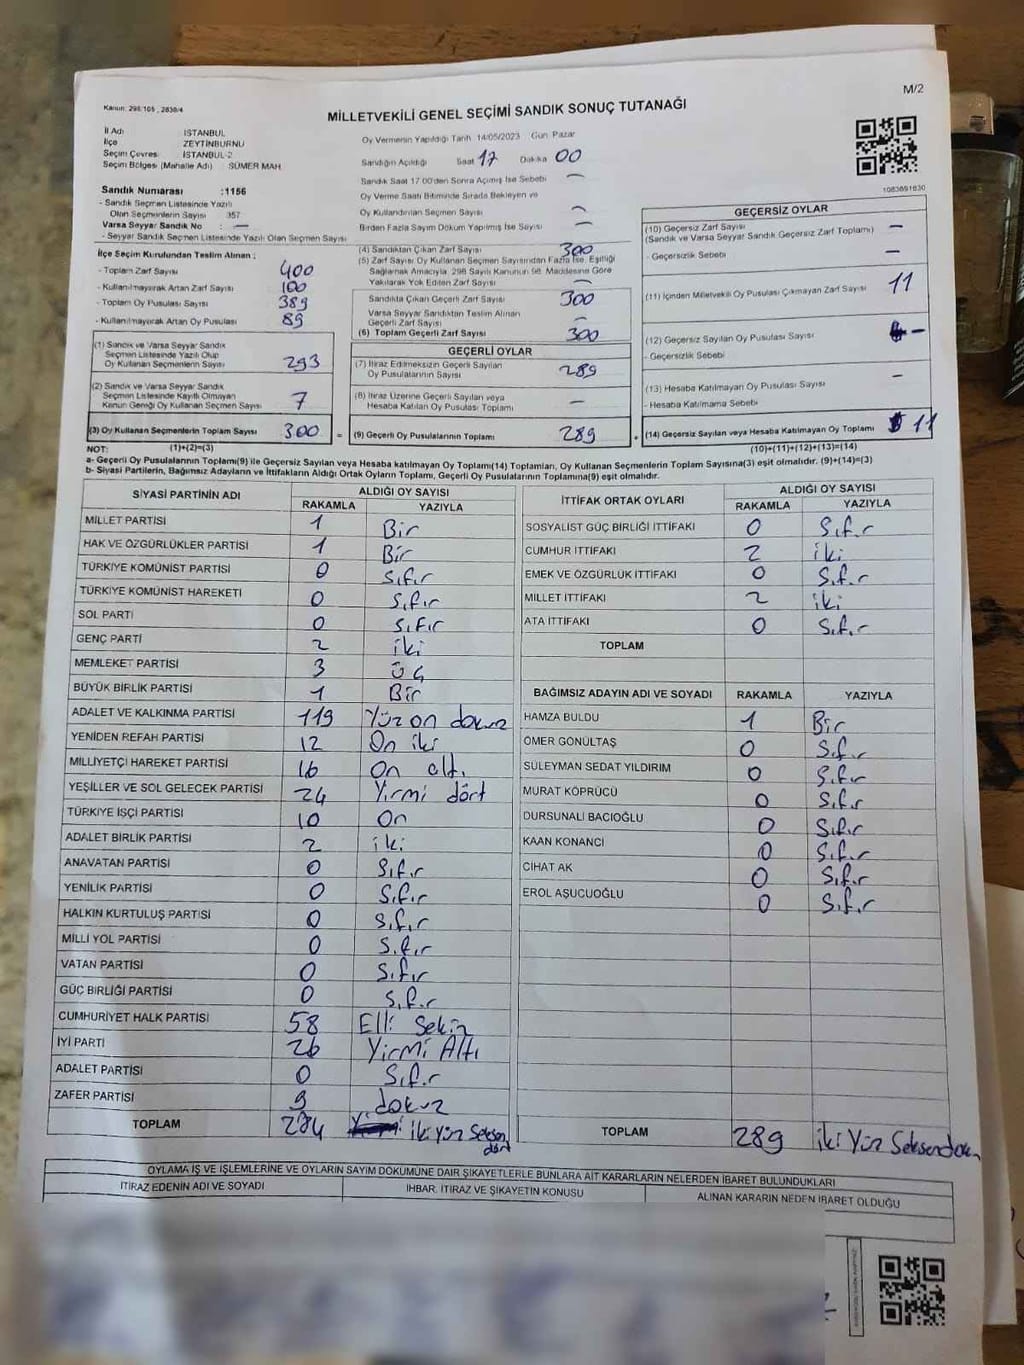 M/2
Kanun: 298/105 , 2839/4
MİLLETVEKİLİ GENEL SEÇİMİ SANDIK SONUÇ TUTANAĞI
İl Adı İSTANBUL
İlçe ZEYTİNBURNU
Seçim Çevres İSTANBUL-2
Seçim Bölges (Mahalle Adı) SÜMER MAH.
Sandık Numarası :1156
- Sandık Seçmen Listesinde Yazılı
Olan Seçmenlerin Sayısı 357
Varsa Seyyar Sandık No : —
- Seyyar Sandık Seçmen Listesinde Yazılı Olan Seçmen Sayısı
Oy Vermenin Yapıldığı Tarih 14/05/2023 Gün Pazar
Sandığın Açıldığı Saat 17 Dakika 00
Sandık Saat 17.00'den Sonra Açılmış İse Sebebi —
Oy Verme Saati Bitiminde Sırada Bekleyen ve
Oy Kullandırılan Seçmen Sayısı —
Birden Fazla Sayım Döküm Yapılmış İse Sayısı —
1083691630
İlçe Seçim Kurulundan Teslim Alınan ;
- Toplam Zarf Sayısı 400
- Kullanılmayarak Artan Zarf Sayısı 100
- Toplam Oy Pusulası Sayısı 389
- Kullanılmayarak Artan Oy Pusulası 89
(1) Sandık ve Varsa Seyyar Sandık
Seçmen Listesinde Yazılı Olup
Oy Kullanan Seçmenlerin Sayısı 293
(2) Sandık ve Varsa Seyyar Sandık
Seçmen Listesinde Kayıtlı Olmayan
Kanun Gereği Oy Kullanan Seçmen Sayısı 7
(3) Oy Kullanan Seçmenlerin Toplam Sayısı 300
(4) Sandıktan Çıkan Zarf Sayısı 300
(5) Zarf Sayısı Oy Kullanan Seçmen Sayısından Fazla İse, Eşitliği
Sağlamak Amacıyla, 298 Sayılı Kanunun 98. Maddesine Göre
Yakılarak Yok Edilen Zarf Sayısı —
Sandıkta Çıkan Geçerli Zarf Sayısı 300
Varsa Seyyar Sandıktan Teslim Alınan
Geçerli Zarf Sayısı —
(6) Toplam Geçerli Zarf Sayısı 300
GEÇERLİ OYLAR
(7) İtiraz Edilmeksizin Geçerli Sayılan
Oy Pusulalarının Sayısı 289
(8) İtiraz Üzerine Geçerli Sayılan veya
Hesaba Katılan Oy Pusulası Toplamı —
= (9) Geçerli Oy Pusulalarının Toplamı 289
GEÇERSİZ OYLAR
(10) Geçersiz Zarf Sayısı —
(Sandık ve Varsa Seyyar Sandık Geçersiz Zarf Toplamı)
- Geçersizlik Sebebi —
(11) İçinden Milletvekili Oy Pusulası Çıkmayan Zarf Sayısı 11
(12) Geçersiz Sayılan Oy Pusulası Sayısı —
- Geçersizlik Sebebi
(13) Hesaba Katılmayan Oy Pusulası Sayısı —
- Hesaba Katılmama Sebebi
+ (14) Geçersiz Sayılan veya Hesaba Katılmayan Oy Toplamı 11
NOT: (1)+(2)=(3) (10)+(11)+(12)+(13)=(14)
a- Geçerli Oy Pusulaları Toplamı(9) ile Geçersiz Sayılan veya Hesaba katılmayan Oy Toplamı(14) Toplamları, Oy Kullanan Seçmenlerin Toplam Sayısına(3) eşit olmalıdır. (9)+(14)=(3)
b- Siyasi Partilerin, Bağımsız Adayların ve İttifakların Aldığı Ortak Oyların Toplamı, Geçerli Oy Pusulalarının Toplamına(9) eşit olmalıdır.
SİYASİ PARTİNİN ADI ALDIĞI OY SAYISI
RAKAMLA YAZIYLA
MİLLET PARTİSİ 1 Bir
HAK VE ÖZGÜRLÜKLER PARTİSİ 1 Bir
TÜRKİYE KOMÜNİST PARTİSİ 0 Sıfır
TÜRKİYE KOMÜNİST HAREKETİ 0 Sıfır
SOL PARTİ 0 Sıfır
GENÇ PARTİ 2 iki
MEMLEKET PARTİSİ 3 üç
BÜYÜK BİRLİK PARTİSİ 1 Bir
ADALET VE KALKINMA PARTİSİ 119 Yüz on dokuz
YENİDEN REFAH PARTİSİ 12 On iki
MİLLİYETÇİ HAREKET PARTİSİ 16 On altı
YEŞİLLER VE SOL GELECEK PARTİSİ 24 Yirmi dört
TÜRKİYE İŞÇİ PARTİSİ 10 On
ADALET BİRLİK PARTİSİ 2 iki
ANAVATAN PARTİSİ 0 Sıfır
YENİLİK PARTİSİ 0 Sıfır
HALKIN KURTULUŞ PARTİSİ 0 Sıfır
MİLLİ YOL PARTİSİ 0 Sıfır
VATAN PARTİSİ 0 Sıfır
GÜÇ BİRLİĞİ PARTİSİ 0 Sıfır
CUMHURİYET HALK PARTİSİ 58 Elli Sekiz
İYİ PARTİ 26 Yirmi Altı
ADALET PARTİSİ 0 Sıfır
ZAFER PARTİSİ 9 dokuz
TOPLAM 284 iki Yüz Seksen dört
İTTİFAK ORTAK OYLARI ALDIĞI OY SAYISI
RAKAMLA YAZIYLA
SOSYALİST GÜÇ BİRLİĞİ İTTİFAKI 0 Sıfır
CUMHUR İTTİFAKI 2 iki
EMEK VE ÖZGÜRLÜK İTTİFAKI 0 Sıfır
MİLLET İTTİFAKI 2 iki
ATA İTTİFAKI 0 Sıfır
TOPLAM
BAĞIMSIZ ADAYIN ADI VE SOYADI RAKAMLA YAZIYLA
HAMZA BULDU 1 Bir
ÖMER GÖNÜLTAŞ 0 Sıfır
SÜLEYMAN SEDAT YILDIRIM 0 Sıfır
MURAT KÖPRÜCÜ 0 Sıfır
DURSUNALİ BACIOĞLU 0 Sıfır
KAAN KONANCİ 0 Sıfır
CİHAT AK 0 Sıfır
EROL AŞUCUOĞLU 0 Sıfır
TOPLAM 289 iki Yüz Seksendokuz
OYLAMA İŞ VE İŞLEMLERİNE VE OYLARIN SAYIM DÖKÜMÜNE DAİR ŞİKAYETLERLE BUNLARA AİT KARARLARIN NELERDEN İBARET BULUNDUKLARI
İTİRAZ EDENİN ADI VE SOYADI İHBAR, İTİRAZ VE ŞİKAYETİN KONUSU ALINAN KARARIN NEDEN İBARET OLDUĞU